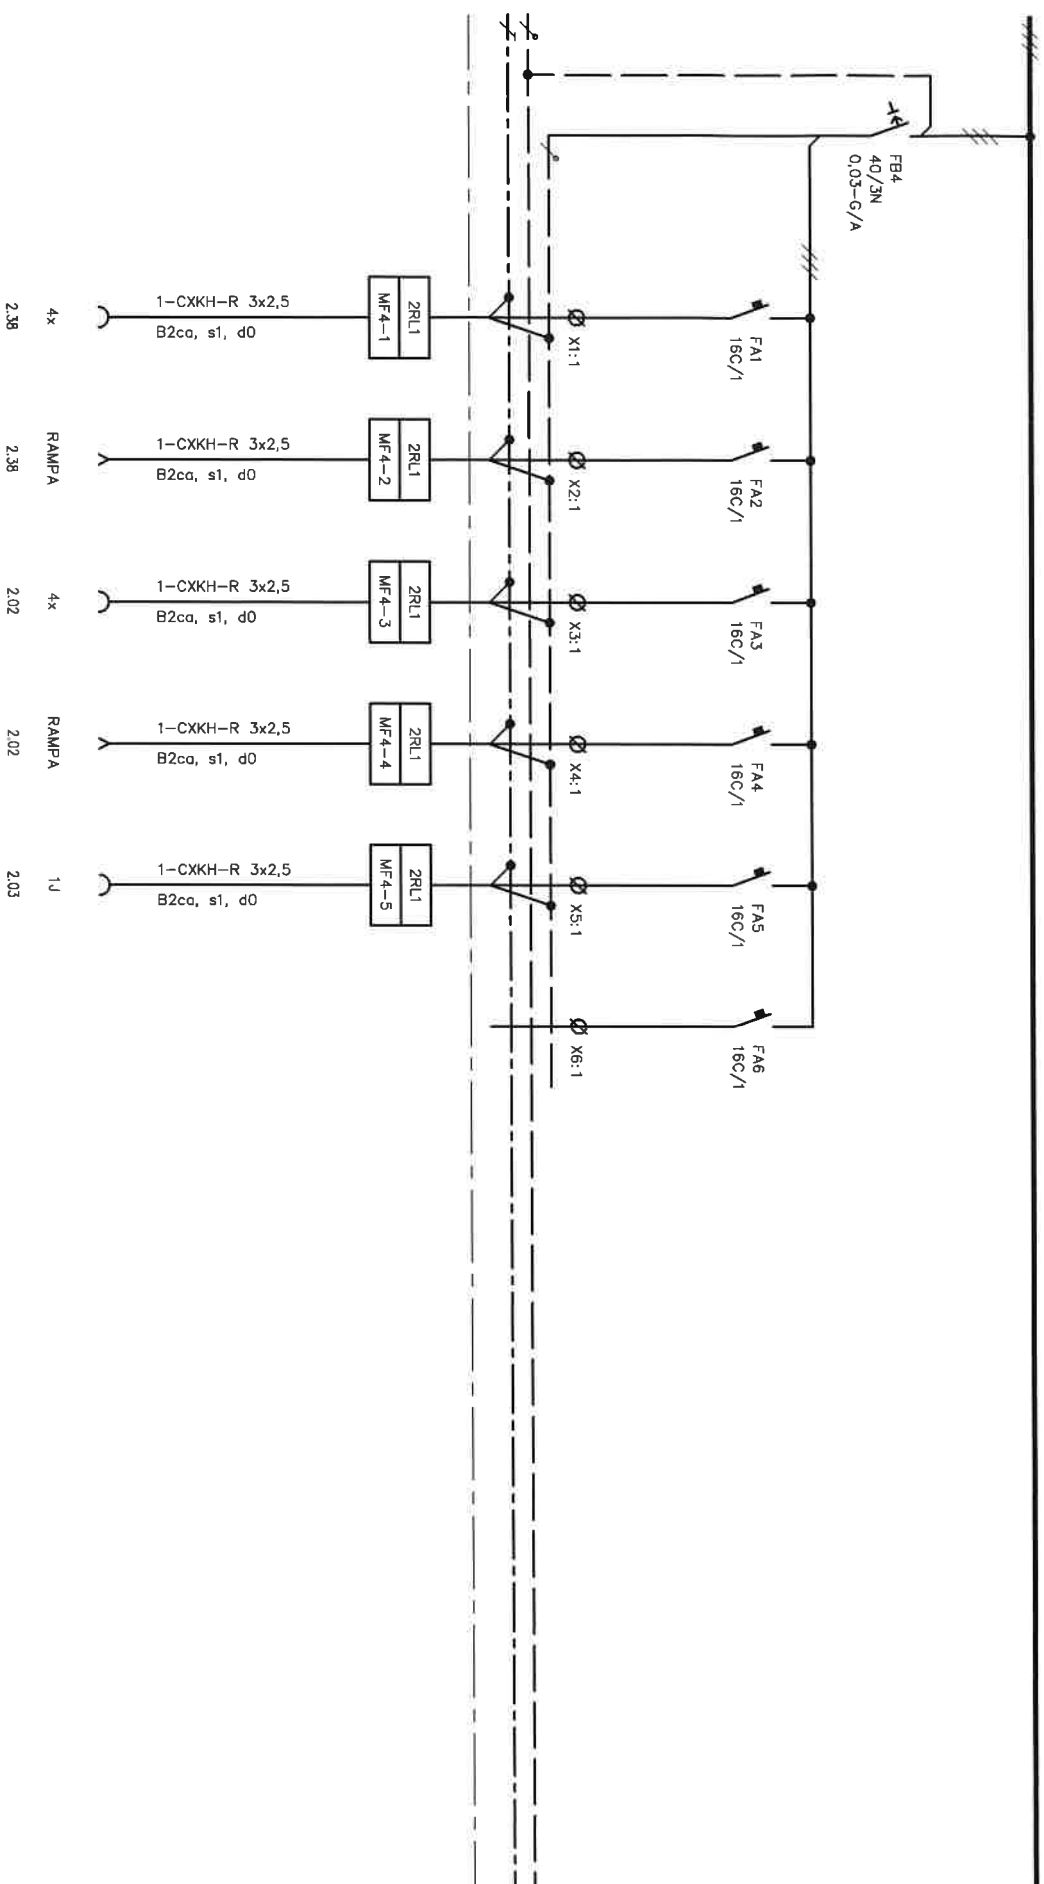 FB4
40/3N
0,03-G/A
FA1
16C/1
X1:1
2RL1
MF4-1
1-CXKH-R 3x2,5
B2ca, s1, d0
4x
2.38
FA2
16C/1
X2:1
2RL1
MF4-2
1-CXKH-R 3x2,5
B2ca, s1, d0
RAMPA
2.38
FA3
16C/1
X3:1
2RL1
MF4-3
1-CXKH-R 3x2,5
B2ca, s1, d0
4x
2.02
FA4
16C/1
X4:1
2RL1
MF4-4
1-CXKH-R 3x2,5
B2ca, s1, d0
RAMPA
2.02
FA5
16C/1
X5:1
2RL1
MF4-5
1-CXKH-R 3x2,5
B2ca, s1, d0
1J
2.03
FA6
16C/1
X6:1